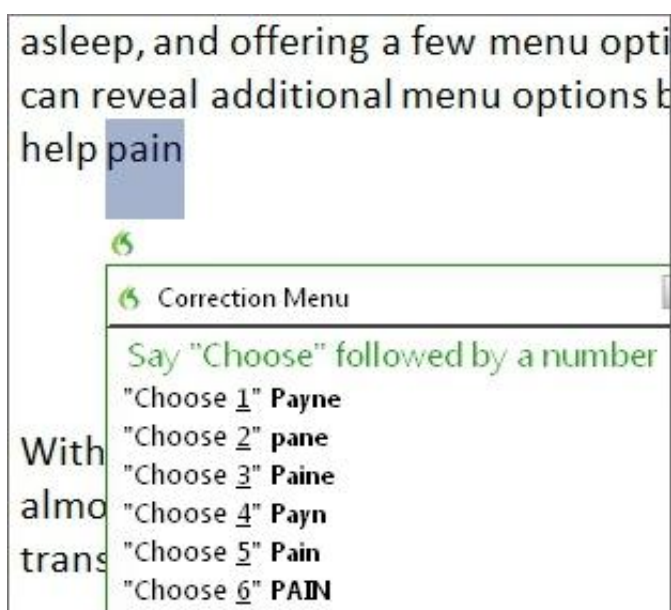 asleep, and offering a few menu opti
can reveal additional menu options b
help pain
Correction Menu
Say "Choose" followed by a number
"Choose 1" Payne
"Choose 2" pane
"Choose 3" Paine
"Choose 4" Payn
"Choose 5" Pain
"Choose 6" PAIN
With
almo
trans